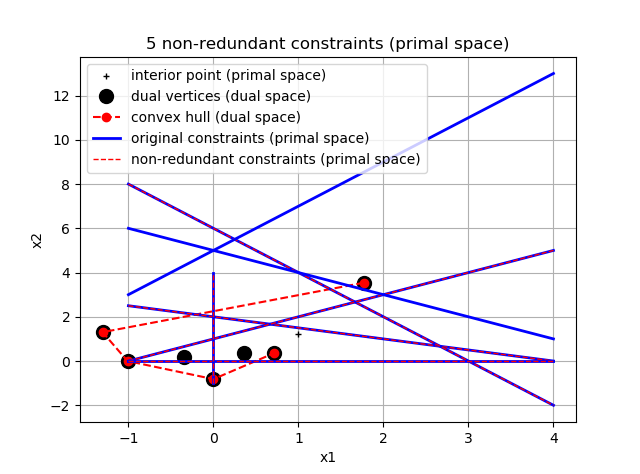 5 non-redundant constraints (primal space)
interior point (primal space)
dual vertices (dual space)
convex hull (dual space)
original constraints (primal space)
non-redundant constraints (primal space)
12
10
8
6
4
2
0
−2
x2
−1 0 1 2 3 4
x1